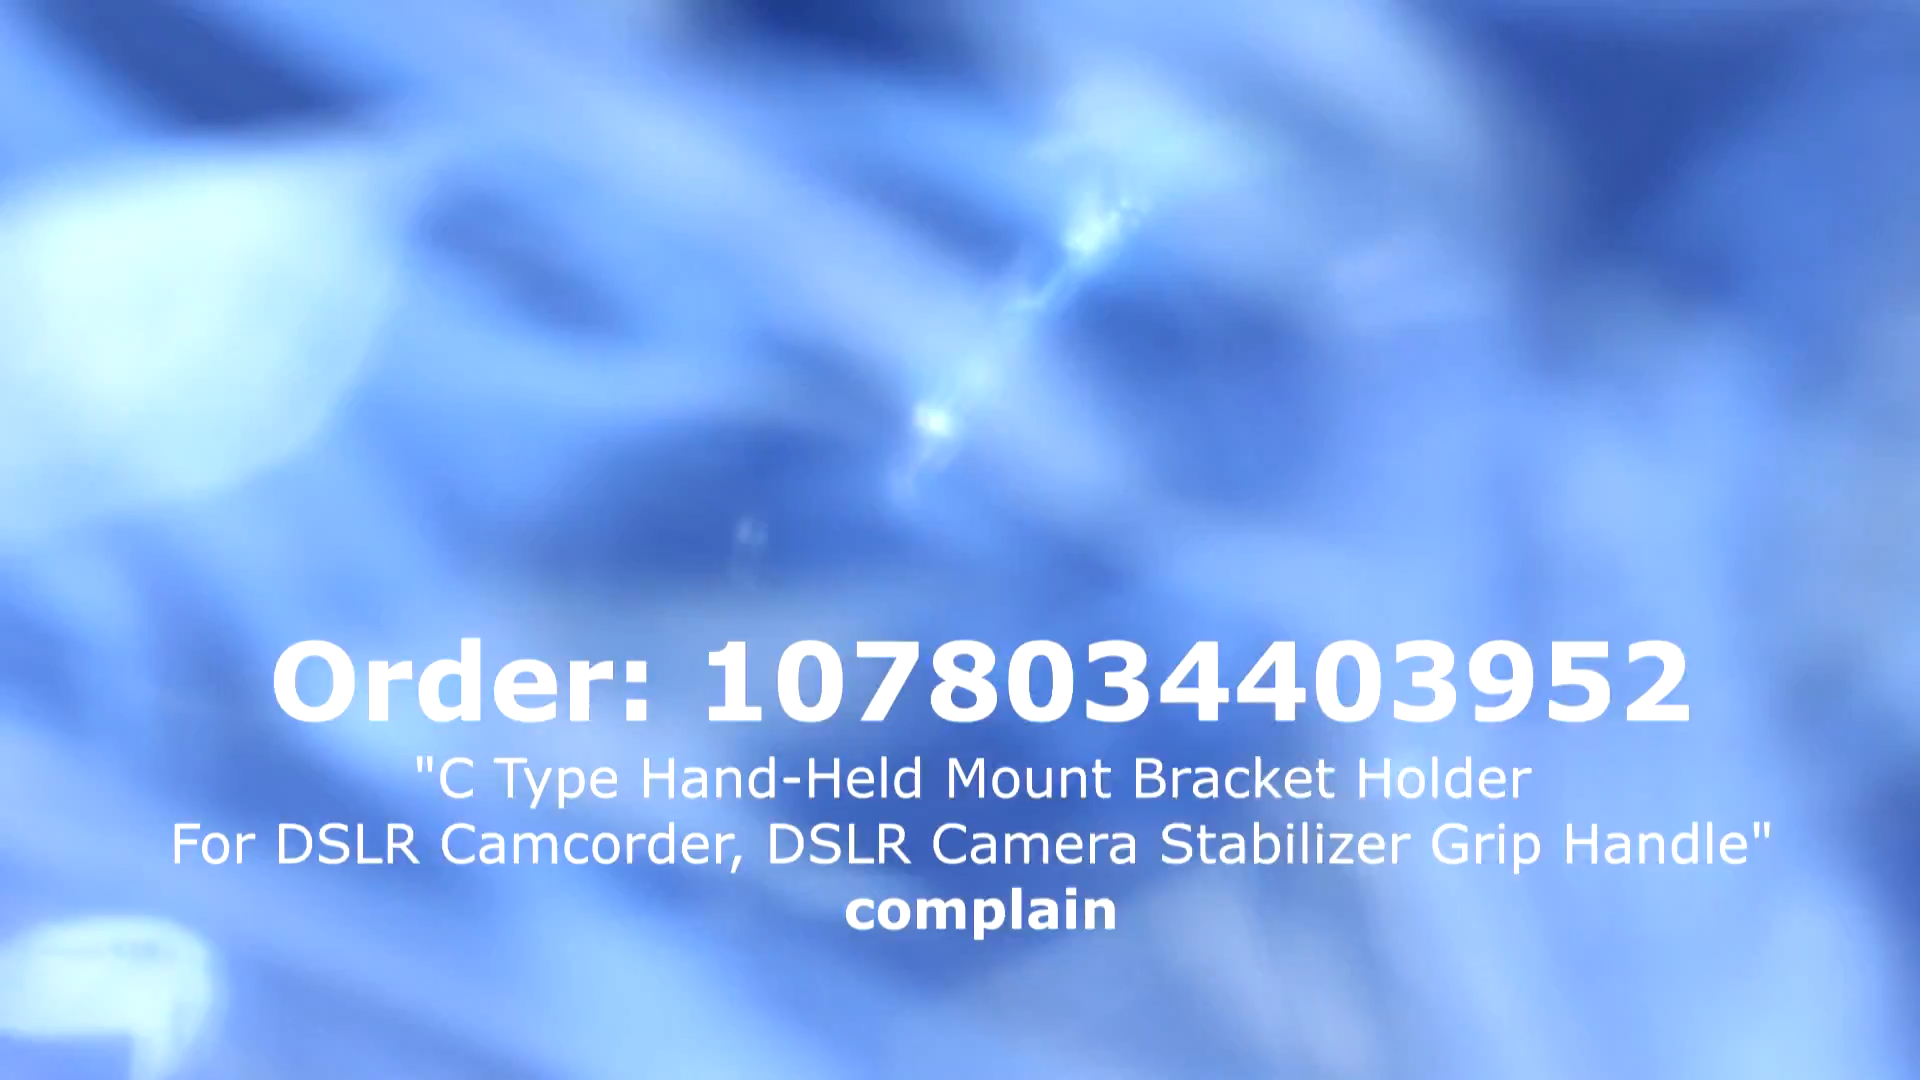 Order: 1078034403952
"C Type Hand-Held Mount Bracket Holder
For DSLR Camcorder, DSLR Camera Stabilizer Grip Handle"
complain